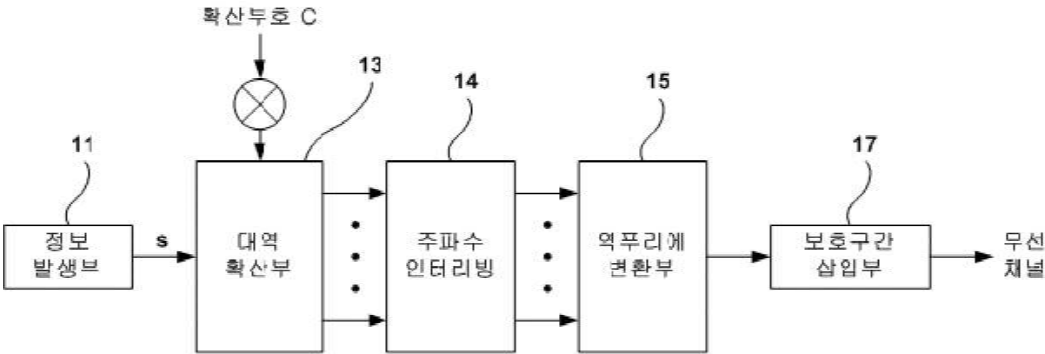 확산부호 C
13
14
15
11
17
정보
발생부
s
대역
확산부
주파수
인터리빙
역푸리에
변환부
보호구간
삽입부
무선
채널